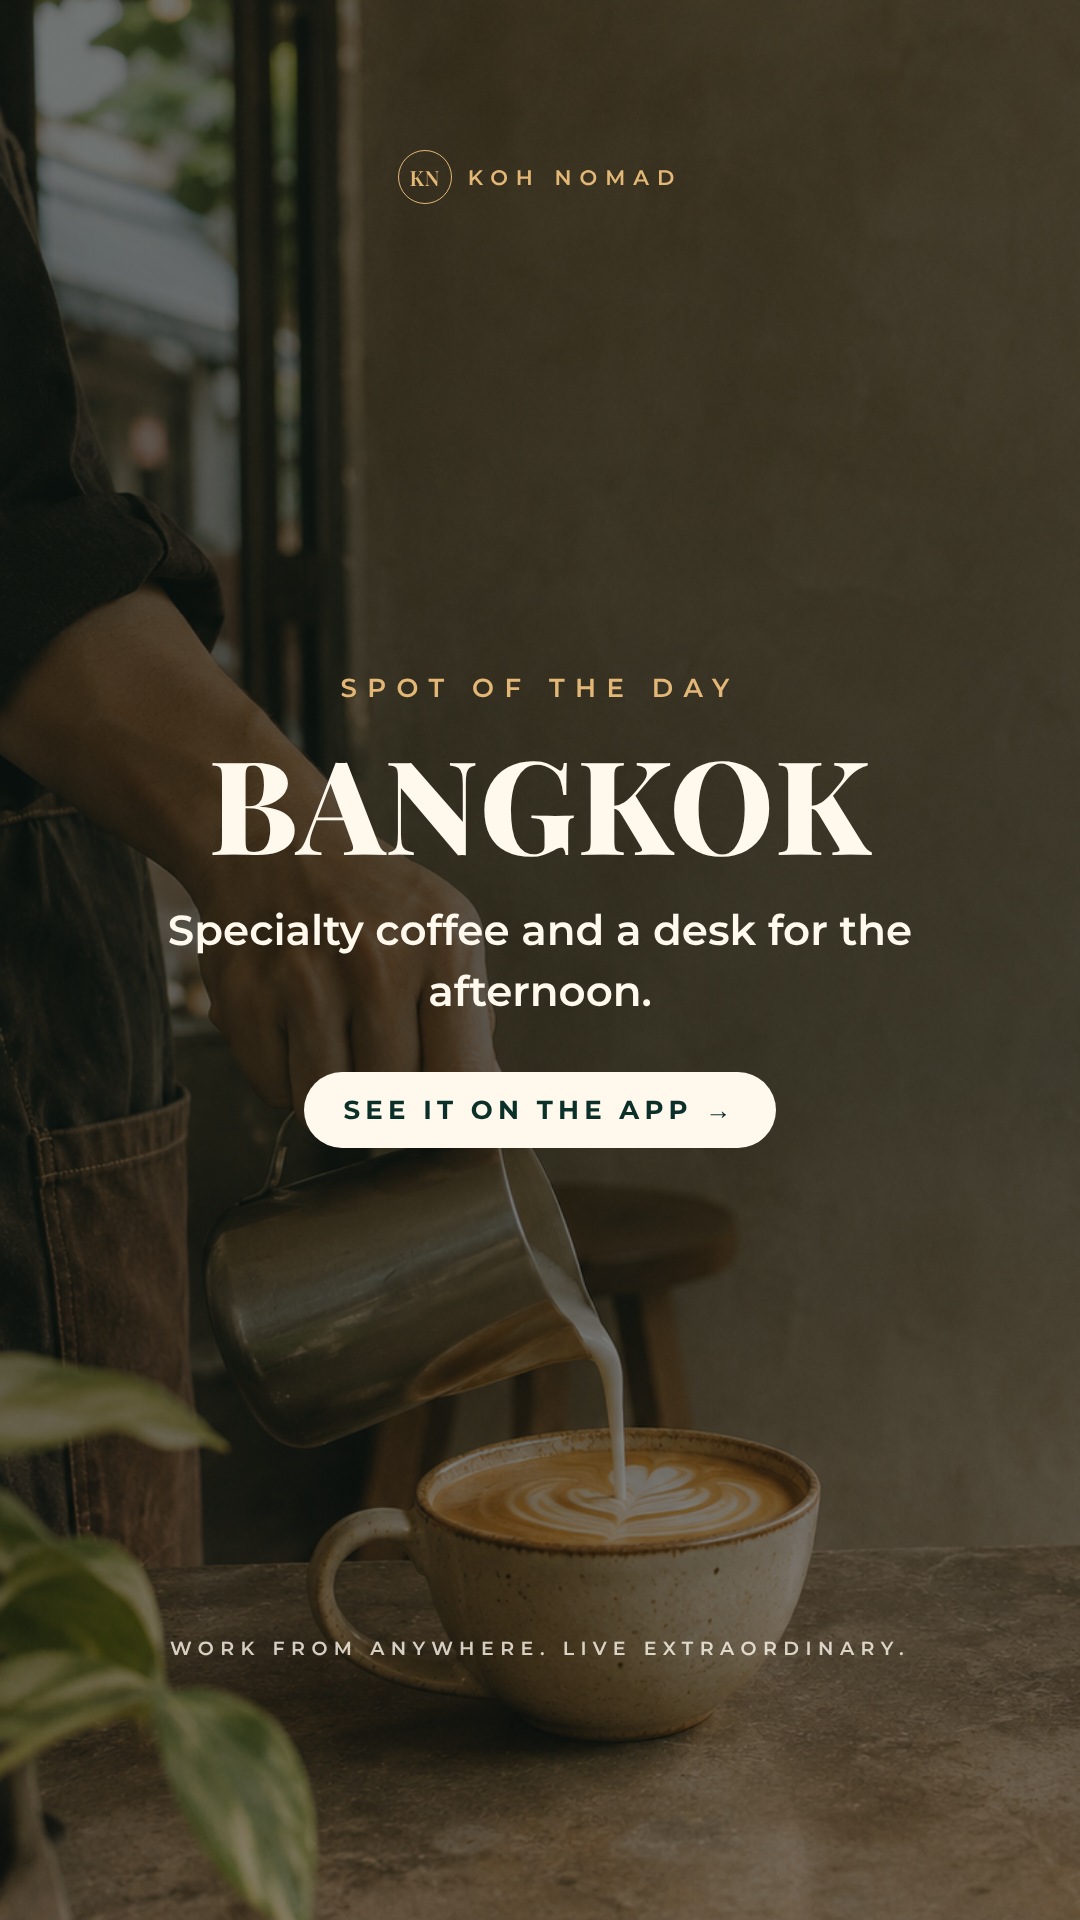 KN KOH NOMAD
SPOT OF THE DAY
BANGKOK
Specialty coffee and a desk for the
afternoon.
SEE IT ON THE APP →
WORK FROM ANYWHERE. LIVE EXTRAORDINARY.